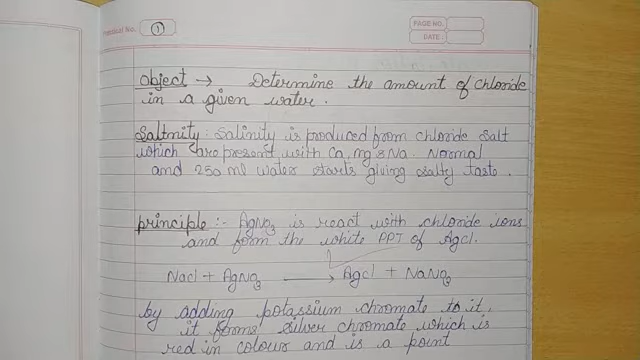 Practical No. 1
PAGE NO.
DATE
Object → Determine the amount of chloride
in a given water.
Salinity : Salinity is produced from chloride salt
which are present with Ca, Mg & Na. Normal
and 250 ml water starts giving salty taste.
principle :- AgNO3 is react with chloride ions
and form the white PPT of Agcl.
Nacl + AgNO3 → Agcl + NaNO3
by adding potassium chromate to it,
it forms silver chromate which is
red in colour and is a point